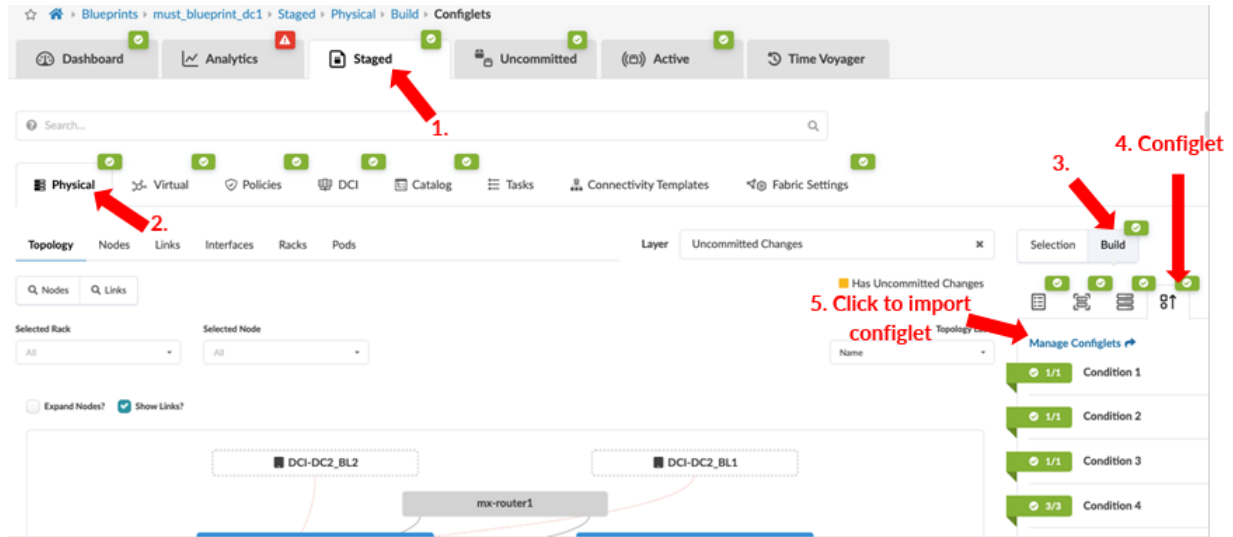 Blueprints › must_blueprint_dc1 › Staged › Physical › Build › Configlets
Dashboard Analytics Staged Uncommitted Active Time Voyager
1.
Search...
4. Configlet
3.
Physical Virtual Policies DCI Catalog Tasks Connectivity Templates Fabric Settings
2.
Topology Nodes Links Interfaces Racks Pods Layer Uncommitted Changes Selection Build
Nodes Links Has Uncommitted Changes
5. Click to import
configlet
Selected Rack Selected Node Topology
Manage Configlets
All All Name
1/1 Condition 1
Expand Nodes? Show Links?
1/1 Condition 2
DCI-DC2_BL2 DCI-DC2_BL1
1/1 Condition 3
mx-router1
3/3 Condition 4